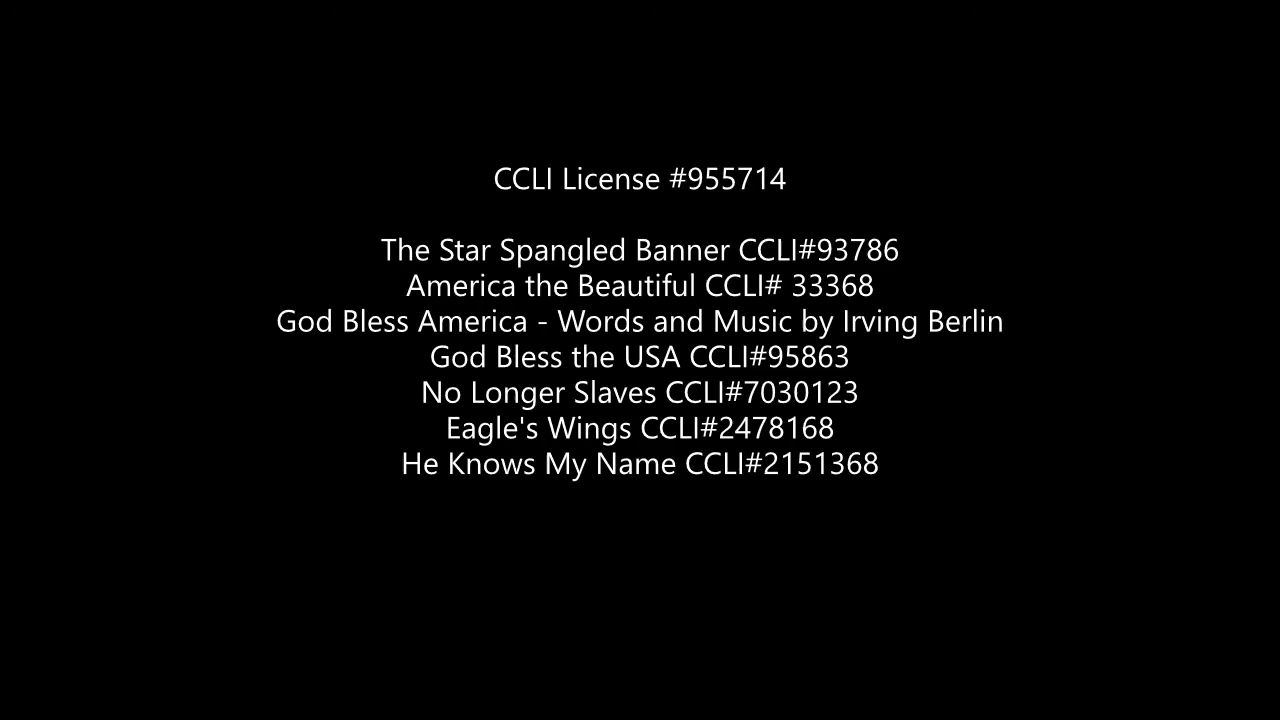 CCLI License #955714
The Star Spangled Banner CCLI#93786
America the Beautiful CCLI# 33368
God Bless America - Words and Music by Irving Berlin
God Bless the USA CCLI#95863
No Longer Slaves CCLI#7030123
Eagle's Wings CCLI#2478168
He Knows My Name CCLI#2151368